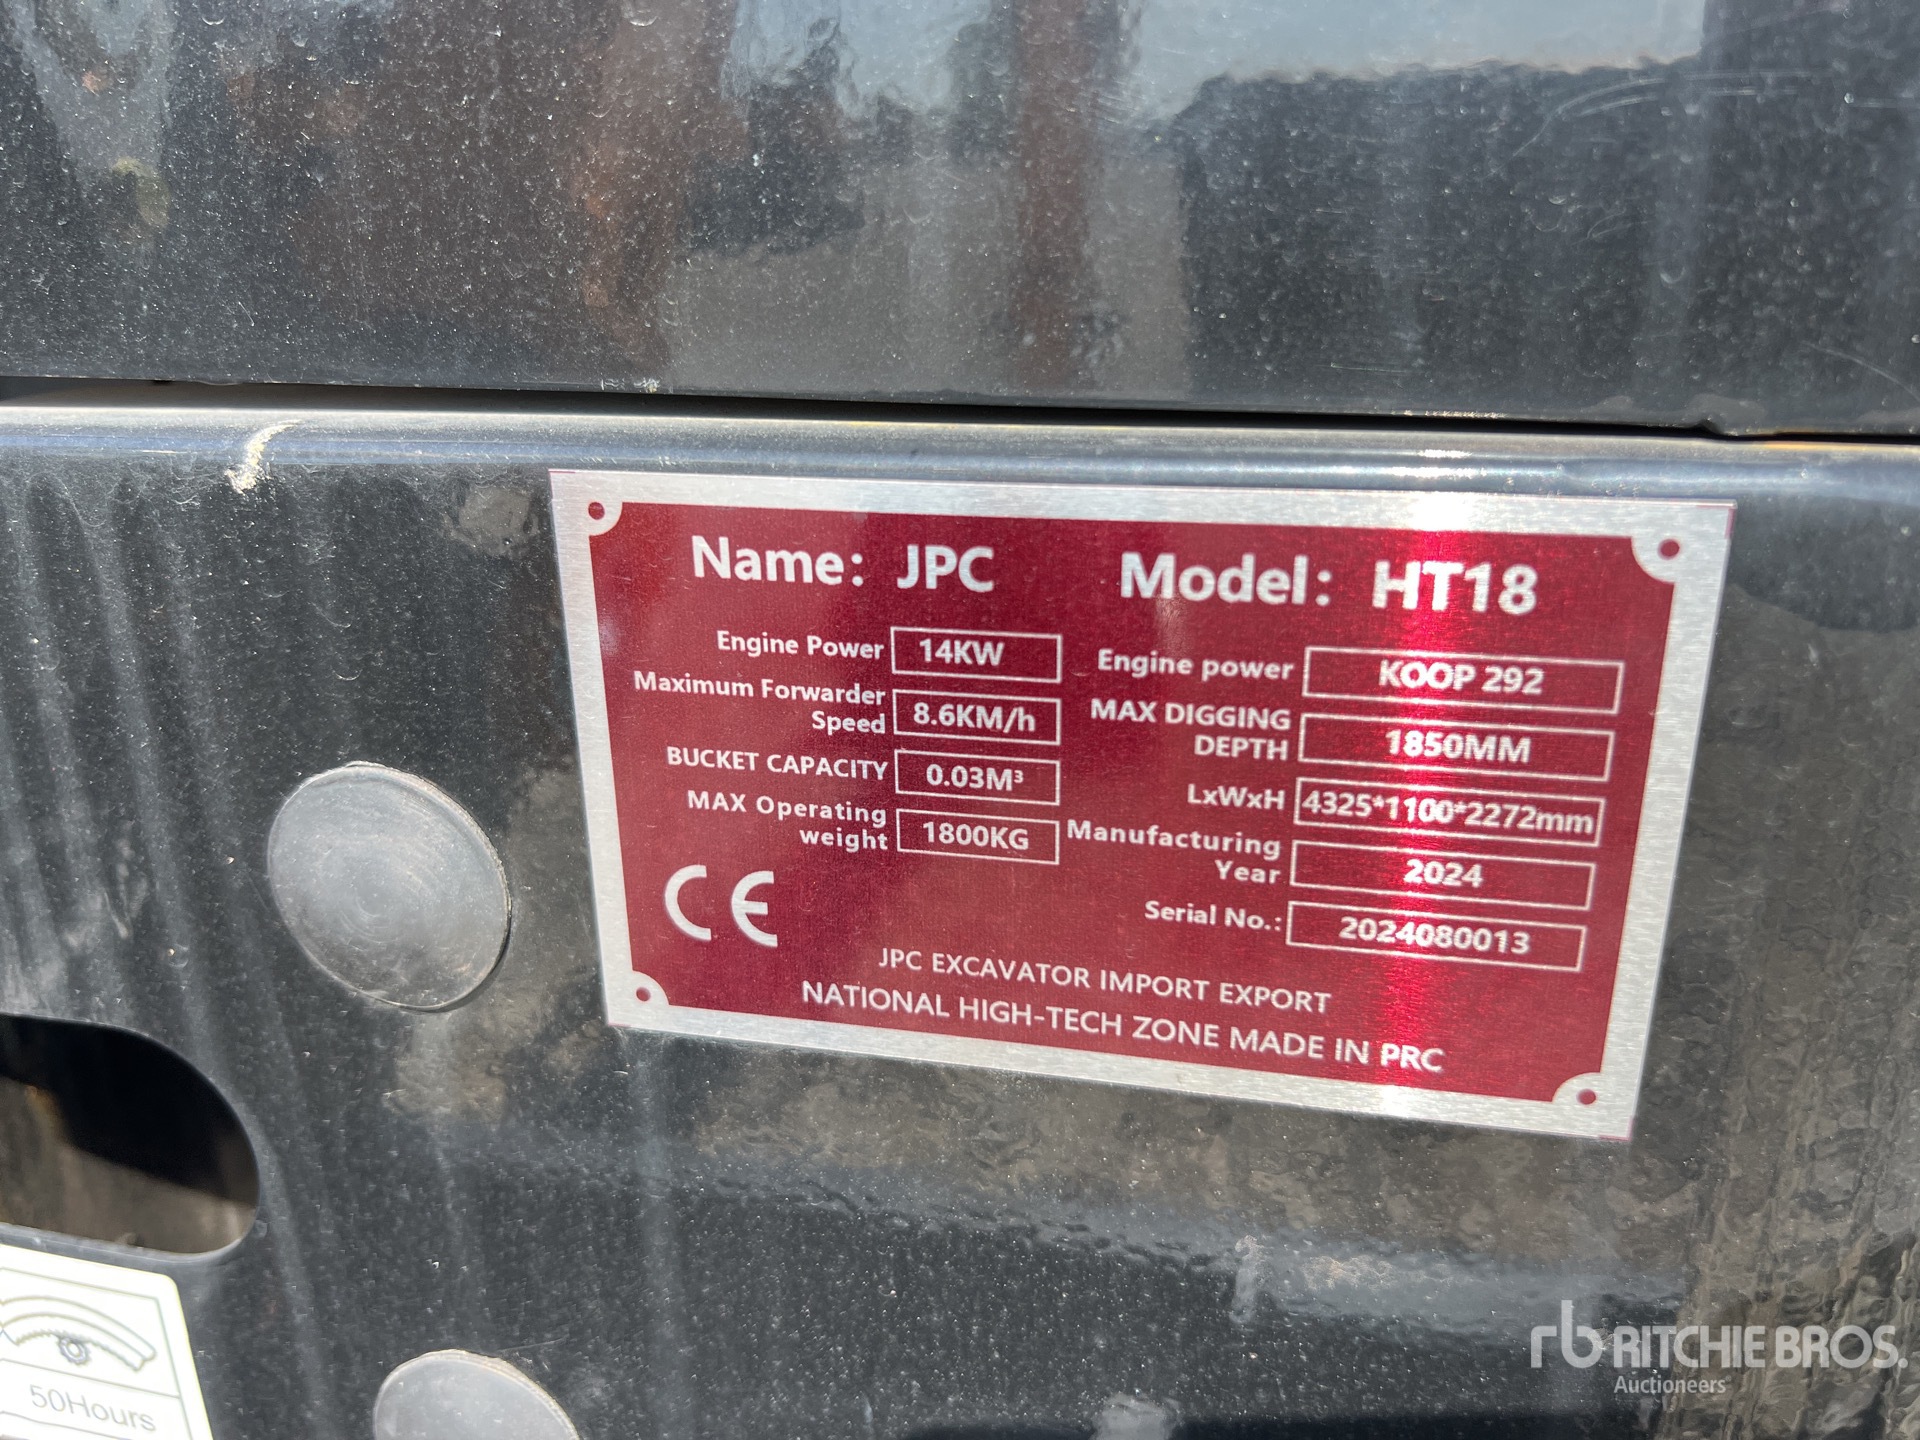 Name: JPC Model: HT18
Engine Power 14KW
Maximum Forwarder
Speed 8.6KM/h
BUCKET CAPACITY 0.03M³
MAX Operating
weight 1800KG
Engine power KOOP 292
MAX DIGGING
DEPTH 1850MM
LxWxH 4325*1100*2272mm
Manufacturing
Year 2024
Serial No.: 2024080013
CE
JPC EXCAVATOR IMPORT EXPORT
NATIONAL HIGH-TECH ZONE MADE IN PRC
50Hours
rb RITCHIE BROS.
Auctioneers